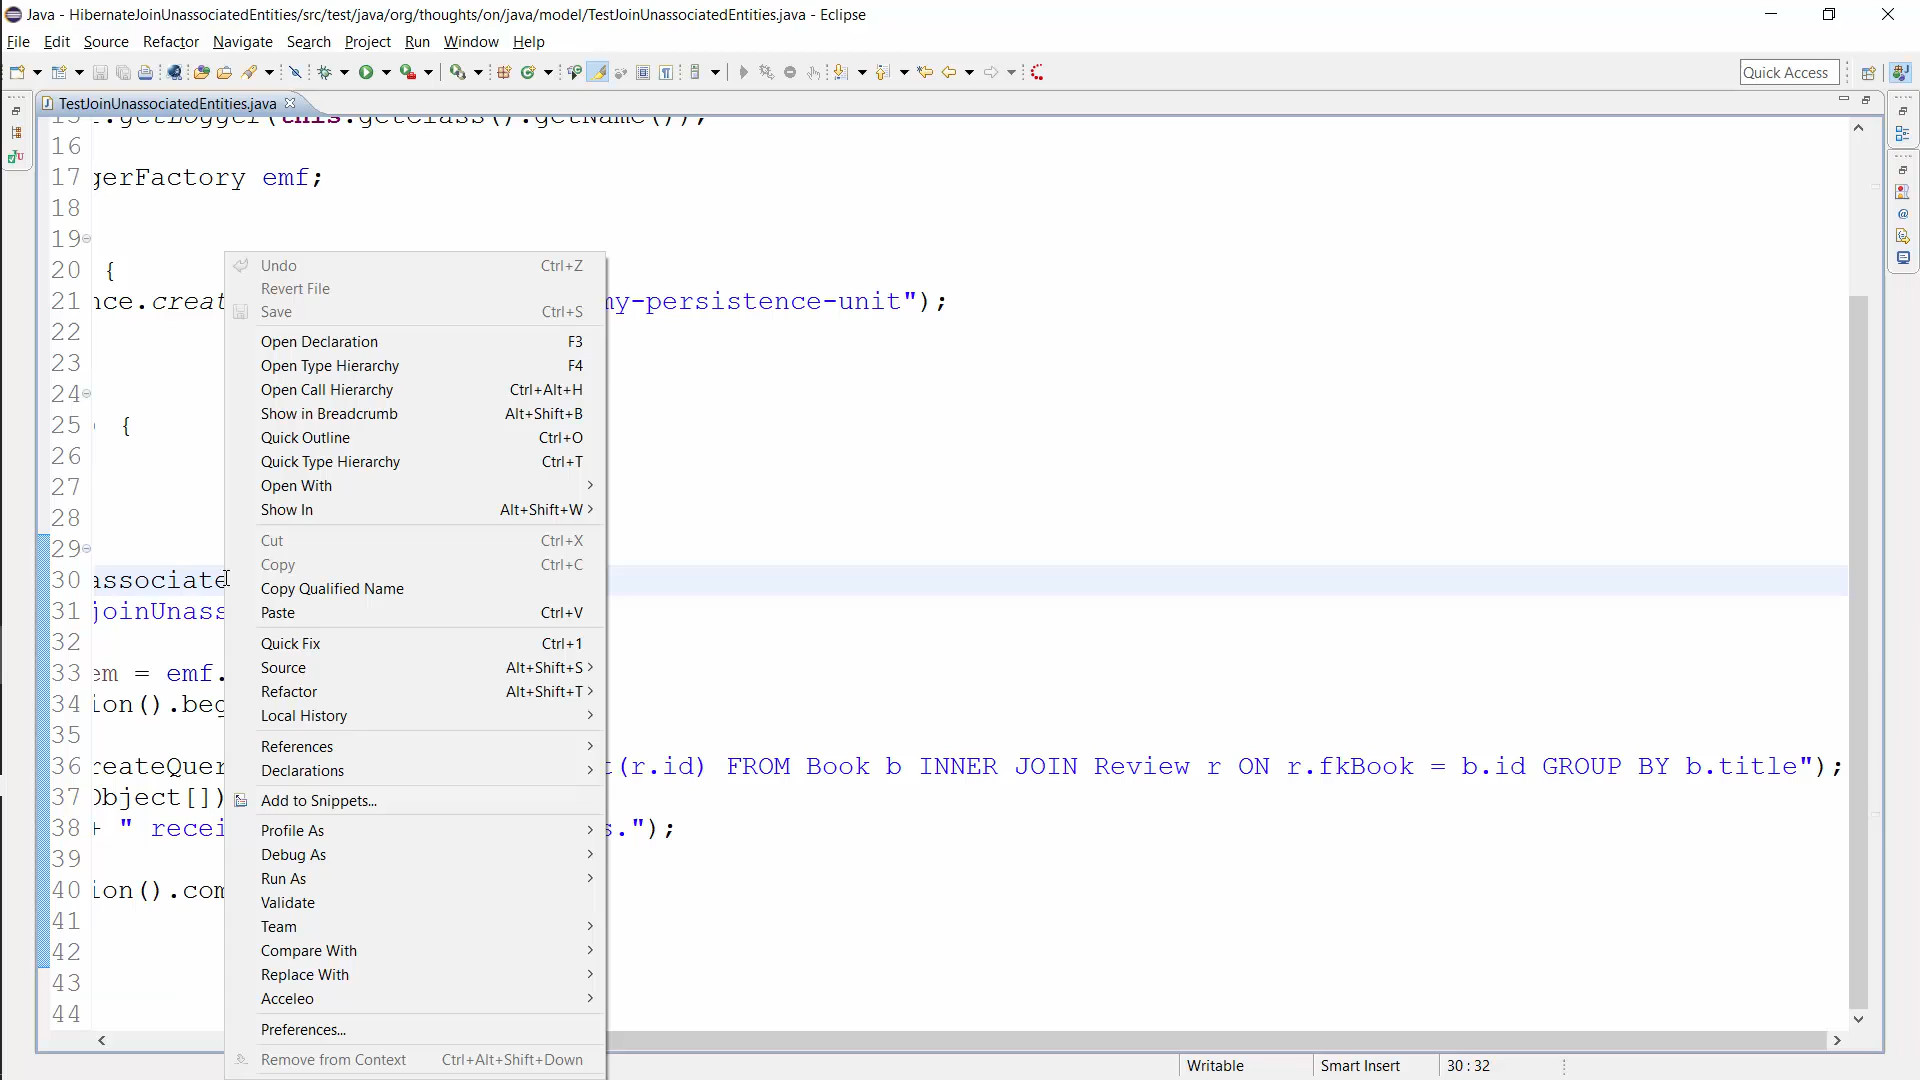 Java - HibernateJoinUnassociatedEntities/src/test/java/org/thoughts/on/java/model/TestJoinUnassociatedEntities.java - Eclipse
File Edit Source Refactor Navigate Search Project Run Window Help
Quick Access
TestJoinUnassociatedEntities.java
15 .getLogger(this.getClass().getName());
16
17 gerFactory emf;
18
19
20 {
21 nce.creat my-persistence-unit");
22
23
24
25 ) {
26
27
28
29
30 associate
31 joinUnass
32
33 em = emf.
34 ion().beg
35
36 reateQuer t(r.id) FROM Book b INNER JOIN Review r ON r.fkBook = b.id GROUP BY b.title");
37 Object[])
38 + " recei s.");
39
40 ion().com
41
42
43
44
Undo Ctrl+Z
Revert File
Save Ctrl+S
Open Declaration F3
Open Type Hierarchy F4
Open Call Hierarchy Ctrl+Alt+H
Show in Breadcrumb Alt+Shift+B
Quick Outline Ctrl+O
Quick Type Hierarchy Ctrl+T
Open With
Show In Alt+Shift+W
Cut Ctrl+X
Copy Ctrl+C
Copy Qualified Name
Paste Ctrl+V
Quick Fix Ctrl+1
Source Alt+Shift+S
Refactor Alt+Shift+T
Local History
References
Declarations
Add to Snippets...
Profile As
Debug As
Run As
Validate
Team
Compare With
Replace With
Acceleo
Preferences...
Remove from Context Ctrl+Alt+Shift+Down
Writable Smart Insert 30 : 32